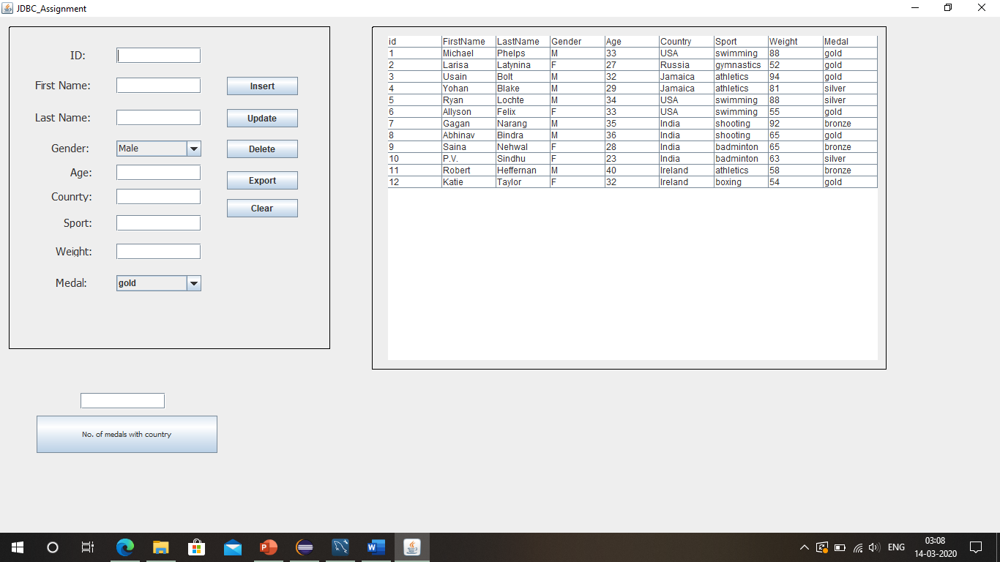 JDBC_Assignment
ID:
First Name:
Last Name:
Gender: Male
Age:
Counrty:
Sport:
Weight:
Medal: gold
Insert
Update
Delete
Export
Clear
id FirstName LastName Gender Age Country Sport Weight Medal
1 Michael Phelps M 33 USA swimming 88 gold
2 Larisa Latynina F 27 Russia gymnastics 52 gold
3 Usain Bolt M 32 Jamaica athletics 94 gold
4 Yohan Blake M 29 Jamaica athletics 81 silver
5 Ryan Lochte M 34 USA swimming 88 silver
6 Allyson Felix F 33 USA swimming 55 gold
7 Gagan Narang M 35 India shooting 92 bronze
8 Abhinav Bindra M 36 India shooting 65 gold
9 Saina Nehwal F 28 India badminton 65 bronze
10 P.V. Sindhu F 23 India badminton 63 silver
11 Robert Heffernan M 40 Ireland athletics 58 bronze
12 Katie Taylor F 32 Ireland boxing 54 gold
No. of medals with country
ENG
03:08
14-03-2020